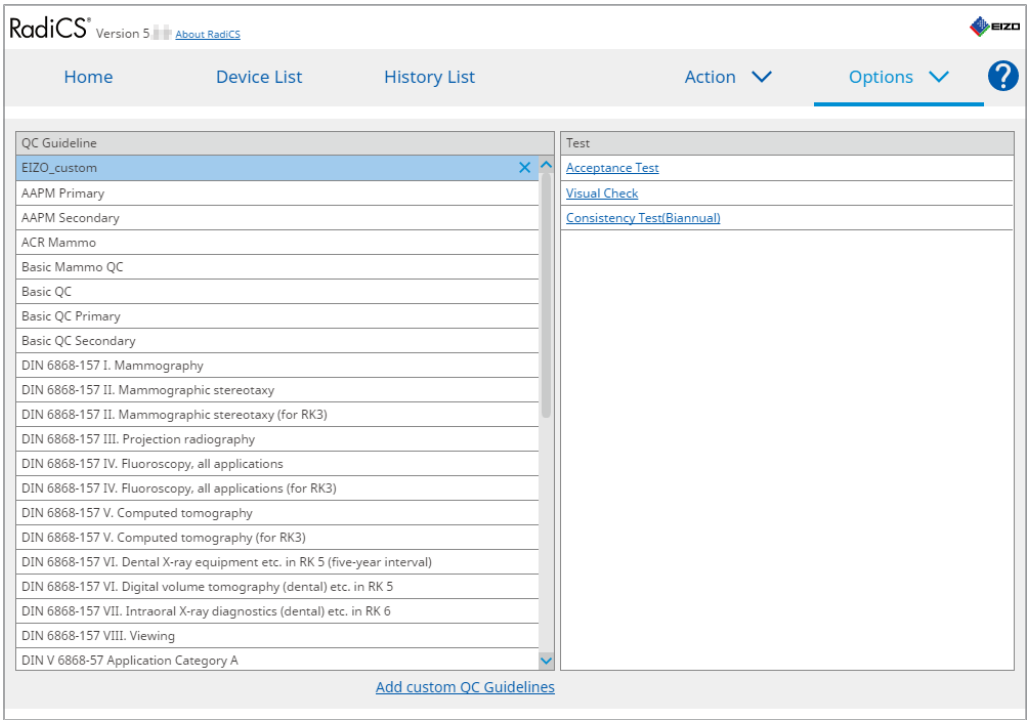 RadiCS® Version 5. About RadiCS
EIZO
Home Device List History List Action Options ?
QC Guideline
EIZO_custom
AAPM Primary
AAPM Secondary
ACR Mammo
Basic Mammo QC
Basic QC
Basic QC Primary
Basic QC Secondary
DIN 6868-157 I. Mammography
DIN 6868-157 II. Mammographic stereotaxy
DIN 6868-157 II. Mammographic stereotaxy (for RK3)
DIN 6868-157 III. Projection radiography
DIN 6868-157 IV. Fluoroscopy, all applications
DIN 6868-157 IV. Fluoroscopy, all applications (for RK3)
DIN 6868-157 V. Computed tomography
DIN 6868-157 V. Computed tomography (for RK3)
DIN 6868-157 VI. Dental X-ray equipment etc. in RK 5 (five-year interval)
DIN 6868-157 VI. Digital volume tomography (dental) etc. in RK 5
DIN 6868-157 VII. Intraoral X-ray diagnostics (dental) etc. in RK 6
DIN 6868-157 VIII. Viewing
DIN V 6868-57 Application Category A
Add custom QC Guidelines
Test
Acceptance Test
Visual Check
Consistency Test(Biannual)